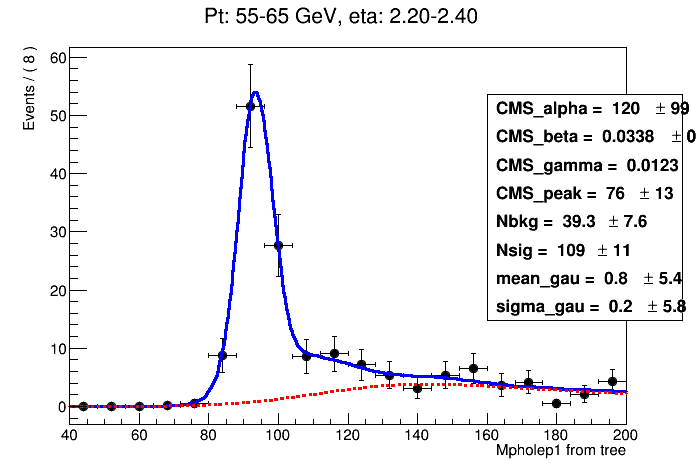 Pt: 55-65 GeV, eta: 2.20-2.40
Events / ( 8 )
60
50
40
30
20
10
0
CMS_alpha = 120 ± 99
CMS_beta = 0.0338 ± 0
CMS_gamma = 0.0123
CMS_peak = 76 ± 13
Nbkg = 39.3 ± 7.6
Nsig = 109 ± 11
mean_gau = 0.8 ± 5.4
sigma_gau = 0.2 ± 5.8
40 60 80 100 120 140 160 180 200
Mpholep1 from tree